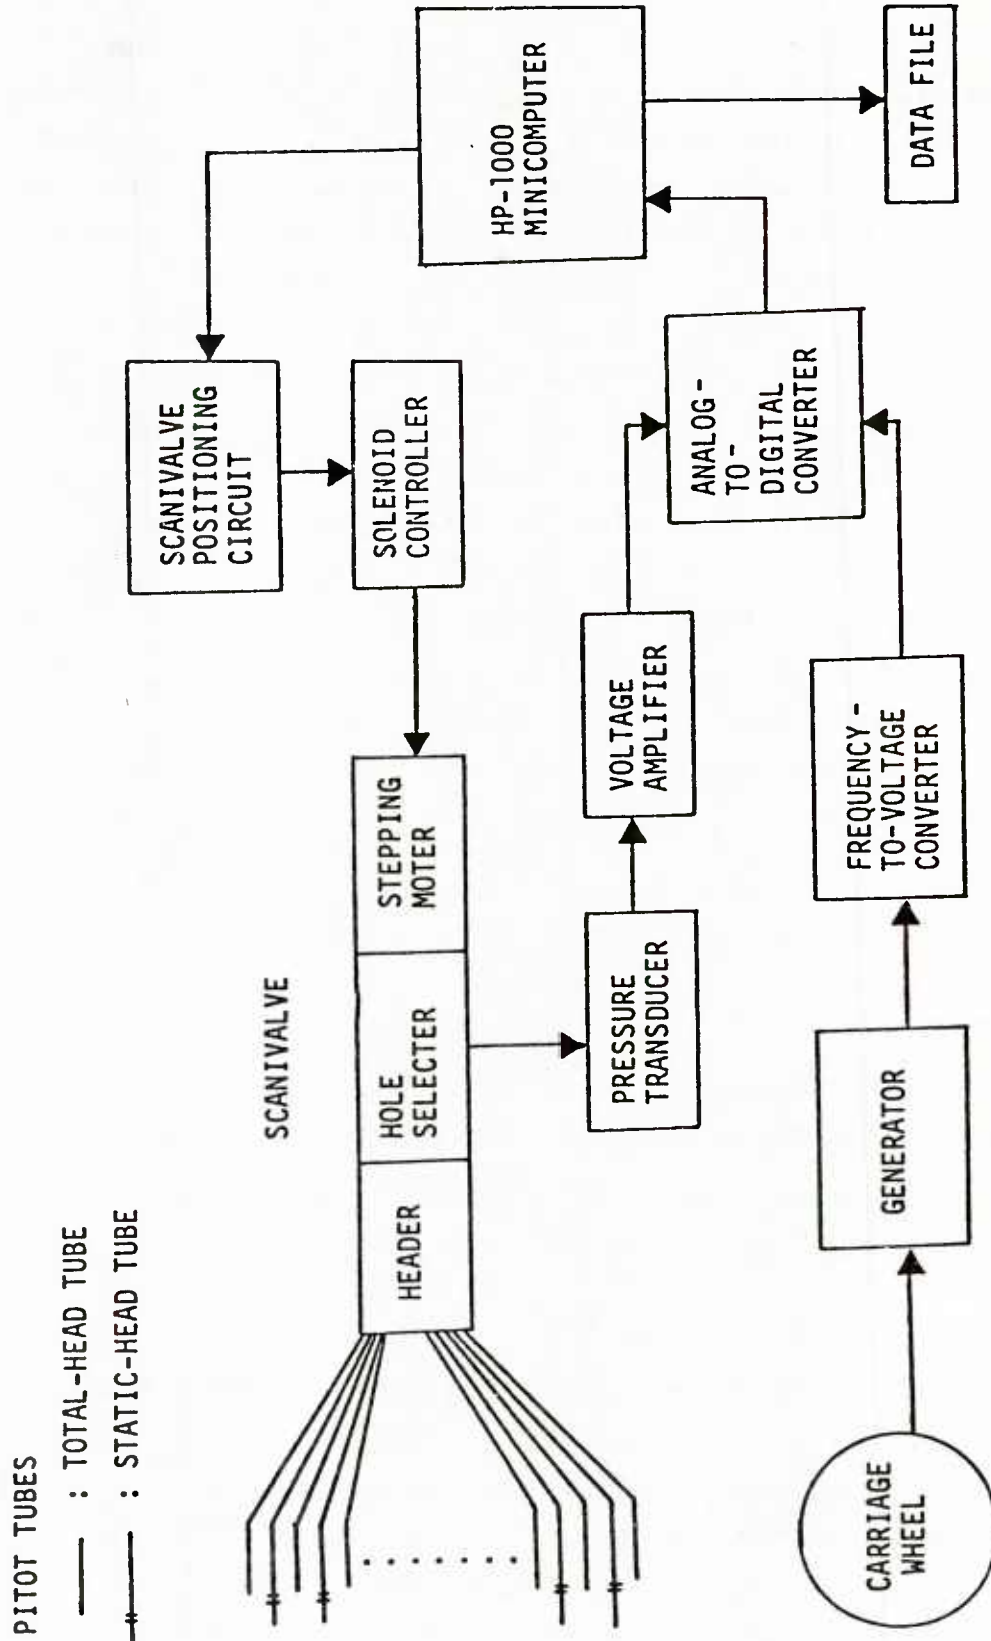 PITOT TUBES
: TOTAL-HEAD TUBE
: STATIC-HEAD TUBE
SCANIVALVE
HEADER
HOLE
SELECTER
STEPPING
MOTER
SCANIVALVE
POSITIONING
CIRCUIT
SOLENOID
CONTROLLER
HP-1000
MINICOMPUTER
PRESSURE
TRANSDUCER
VOLTAGE
AMPLIFIER
ANALOG-
TO-
DIGITAL
CONVERTER
DATA FILE
CARRIAGE
WHEEL
GENERATOR
FREQUENCY-
TO-VOLTAGE
CONVERTER